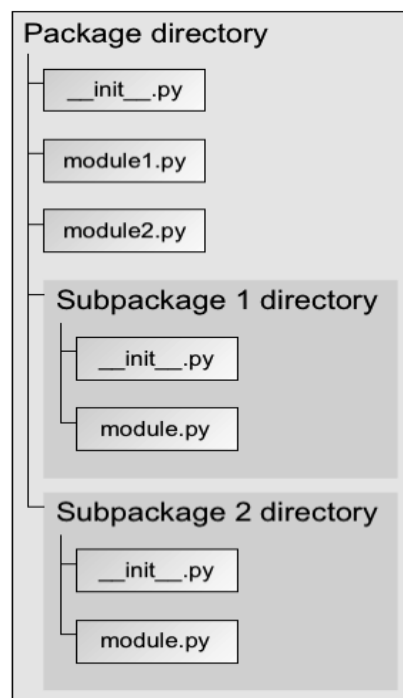 Package directory
__init__.py
module1.py
module2.py
Subpackage 1 directory
__init__.py
module.py
Subpackage 2 directory
__init__.py
module.py